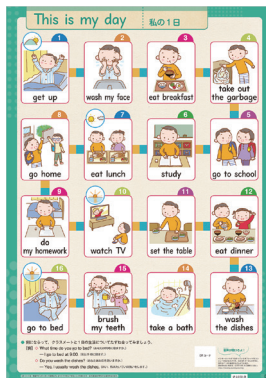 This is my day 私の1日
1 2 3 4
get up
wash my face
eat breakfast
take out
the garbage
8 7 6 5
go home
eat lunch
study
go to school
9 10 11 12
do
my homework
watch TV
set the table
eat dinner
16 15 14 13
go to bed
brush
my teeth
take a bath
wash
the dishes